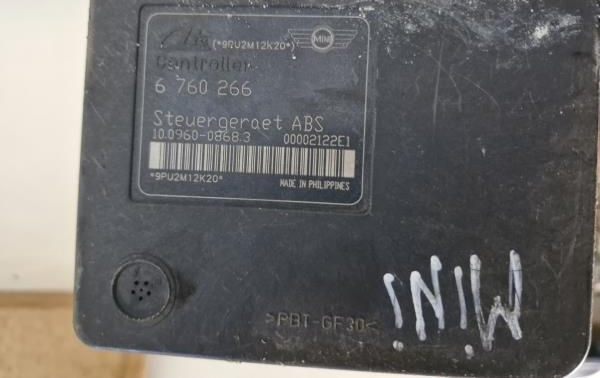 Ate (*9PU2M12K20*) MINI
Controller
6 760 266
Steuergeraet ABS
10.0960-0868.3 00002122E1
*9PU2M12K20*
MADE IN PHILIPPINES
>PBT-GF30<
MINI